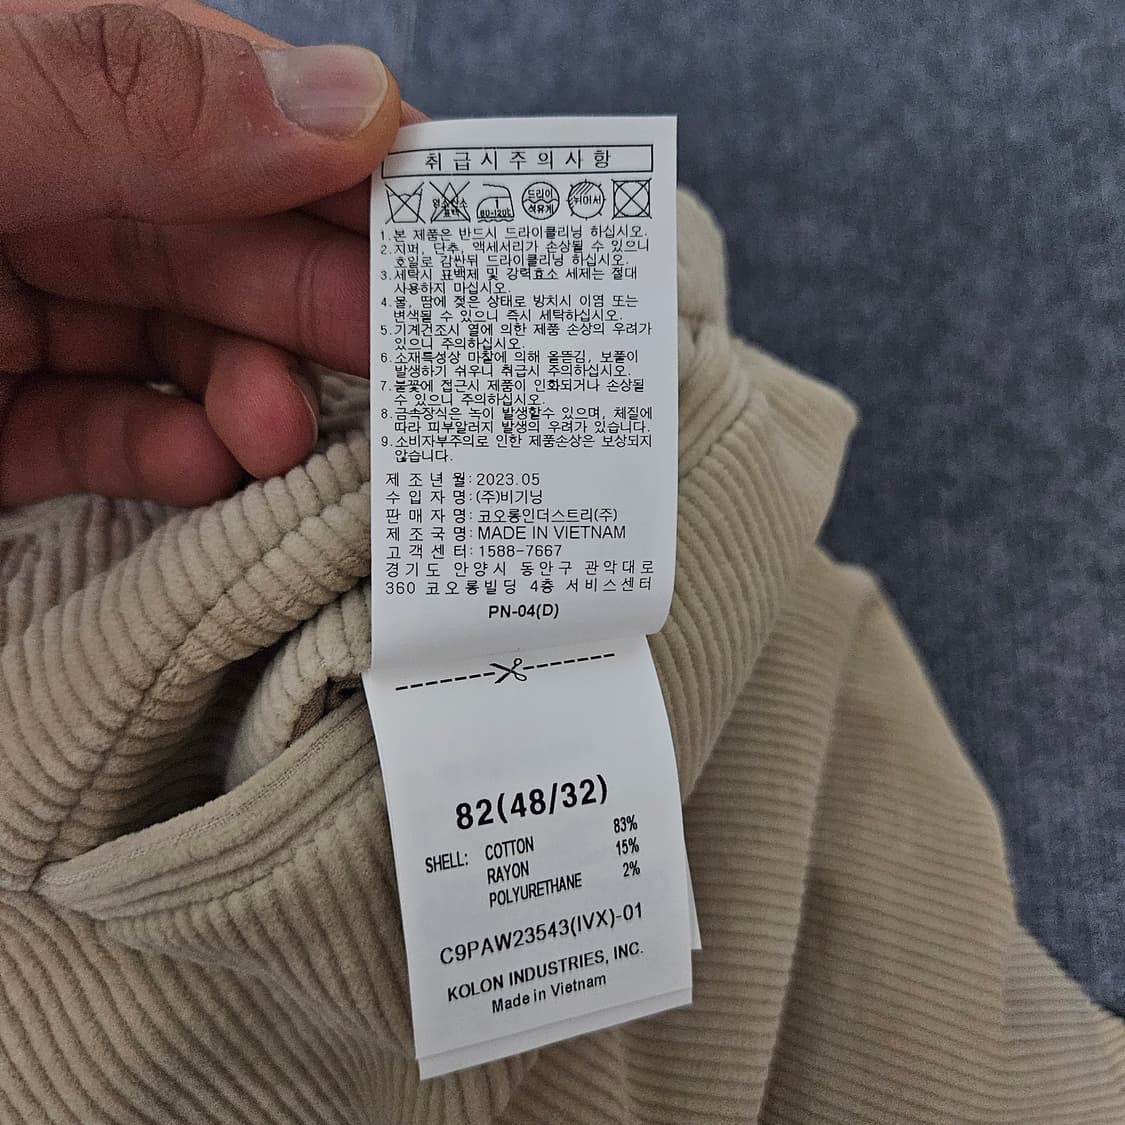 취급시주의사항
염소산소
표백
1
80-120℃
드라이
석유계
뉘어서
1.본 제품은 반드시 드라이클리닝 하십시오.
2.지퍼, 단추, 액세서리가 손상될 수 있으니
호일로 감싼뒤 드라이클리닝 하십시오.
3.세탁시 표백제 및 강력효소 세제는 절대
사용하지 마십시오.
4.물, 땀에 젖은 상태로 방치시 이염 또는
변색될 수 있으니 즉시 세탁하십시오.
5.기계건조시 열에 의한 제품 손상의 우려가
있으니 주의하십시오.
6.소재특성상 마찰에 의해 올뜯김, 보풀이
발생하기 쉬우니 취급시 주의하십시오.
7.불꽃에 접근시 제품이 인화되거나 손상될
수 있으니 주의하십시오.
8.금속장식은 녹이 발생할수 있으며, 체질에
따라 피부알러지 발생의 우려가 있습니다.
9.소비자부주의로 인한 제품손상은 보상되지
않습니다.
제 조 년 월: 2023.05
수 입 자 명: (주)비기닝
판 매 자 명: 코오롱인더스트리(주)
제 조 국 명: MADE IN VIETNAM
고 객 센 터: 1588-7667
경기도 안양시 동안구 관악대로
360 코오롱빌딩 4층 서비스센터
PN-04(D)
82(48/32)
SHELL: COTTON 83%
RAYON 15%
POLYURETHANE 2%
C9PAW23543(IVX)-01
KOLON INDUSTRIES, INC.
Made in Vietnam